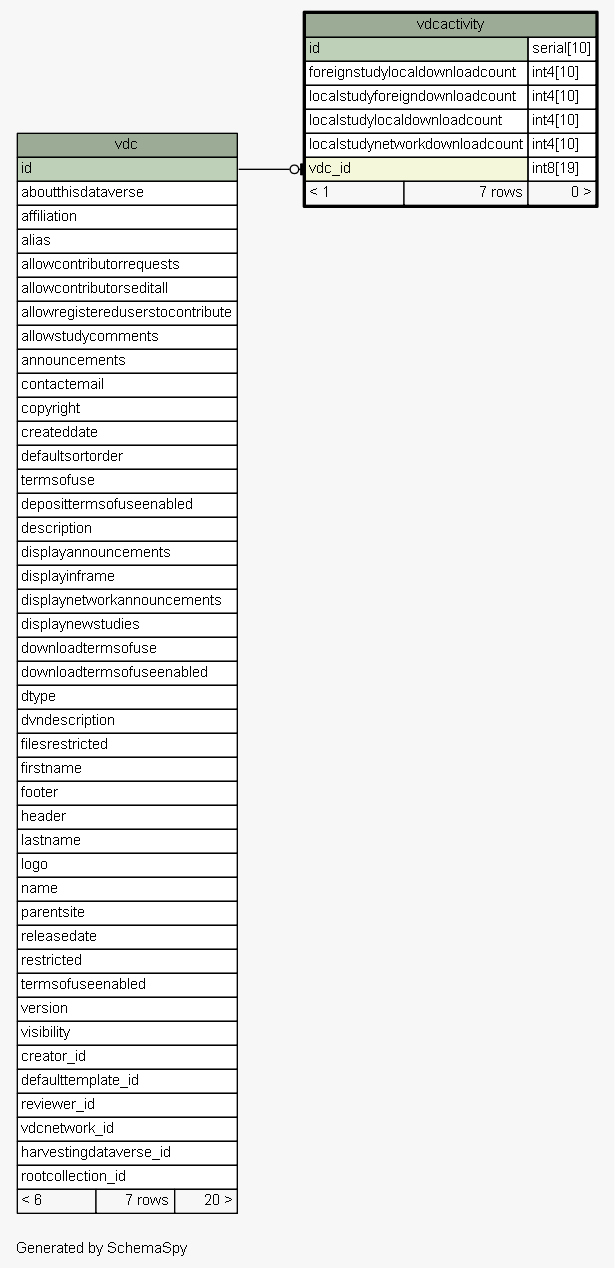 vdcactivity
id serial[10]
foreignstudylocaldownloadcount int4[10]
localstudyforeigndownloadcount int4[10]
localstudylocaldownloadcount int4[10]
localstudynetworkdownloadcount int4[10]
vdc_id int8[19]
< 1 7 rows 0 >
vdc
id
aboutthisdataverse
affiliation
alias
allowcontributorrequests
allowcontributorseditall
allowregistereduserstocontribute
allowstudycomments
announcements
contactemail
copyright
createddate
defaultsortorder
termsofuse
deposittermsofuseenabled
description
displayannouncements
displayinframe
displaynetworkannouncements
displaynewstudies
downloadtermsofuse
downloadtermsofuseenabled
dtype
dvndescription
filesrestricted
firstname
footer
header
lastname
logo
name
parentsite
releasedate
restricted
termsofuseenabled
version
visibility
creator_id
defaulttemplate_id
reviewer_id
vdcnetwork_id
harvestingdataverse_id
rootcollection_id
< 6 7 rows 20 >
Generated by SchemaSpy